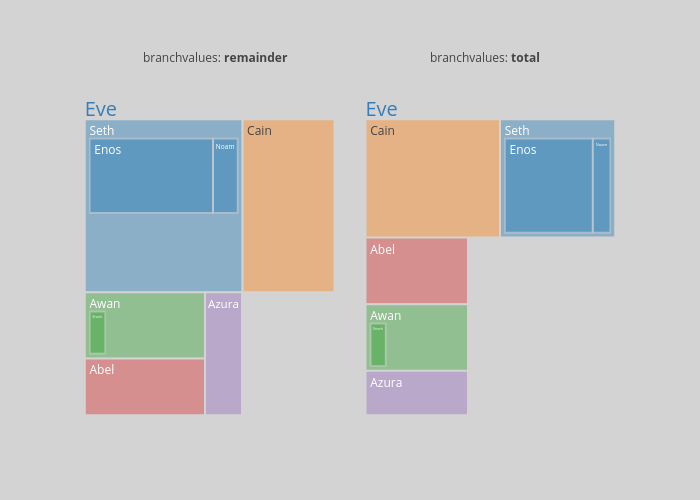 branchvalues: remainder
Eve
Seth
Enos
Noam
Cain
Awan
Azura
Abel
branchvalues: total
Eve
Cain
Seth
Enos
Noam
Abel
Awan
Azura